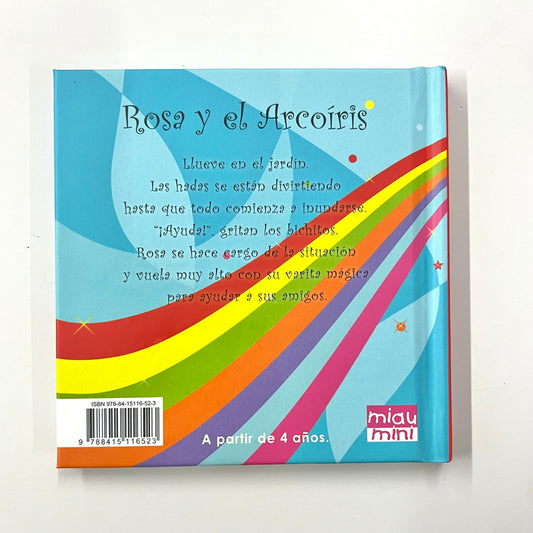 Rosa y el Arcoíris
Llueve en el jardín.
Las hadas se están divirtiendo
hasta que todo comienza a inundarse.
"¡Ayuda!", gritan los bichitos.
Rosa se hace cargo de la situación
y vuela muy alto con su varita mágica
para ayudar a sus amigos.
ISBN 978-84-15116-52-3
9 788415 116523
A partir de 4 años.
miau
mini